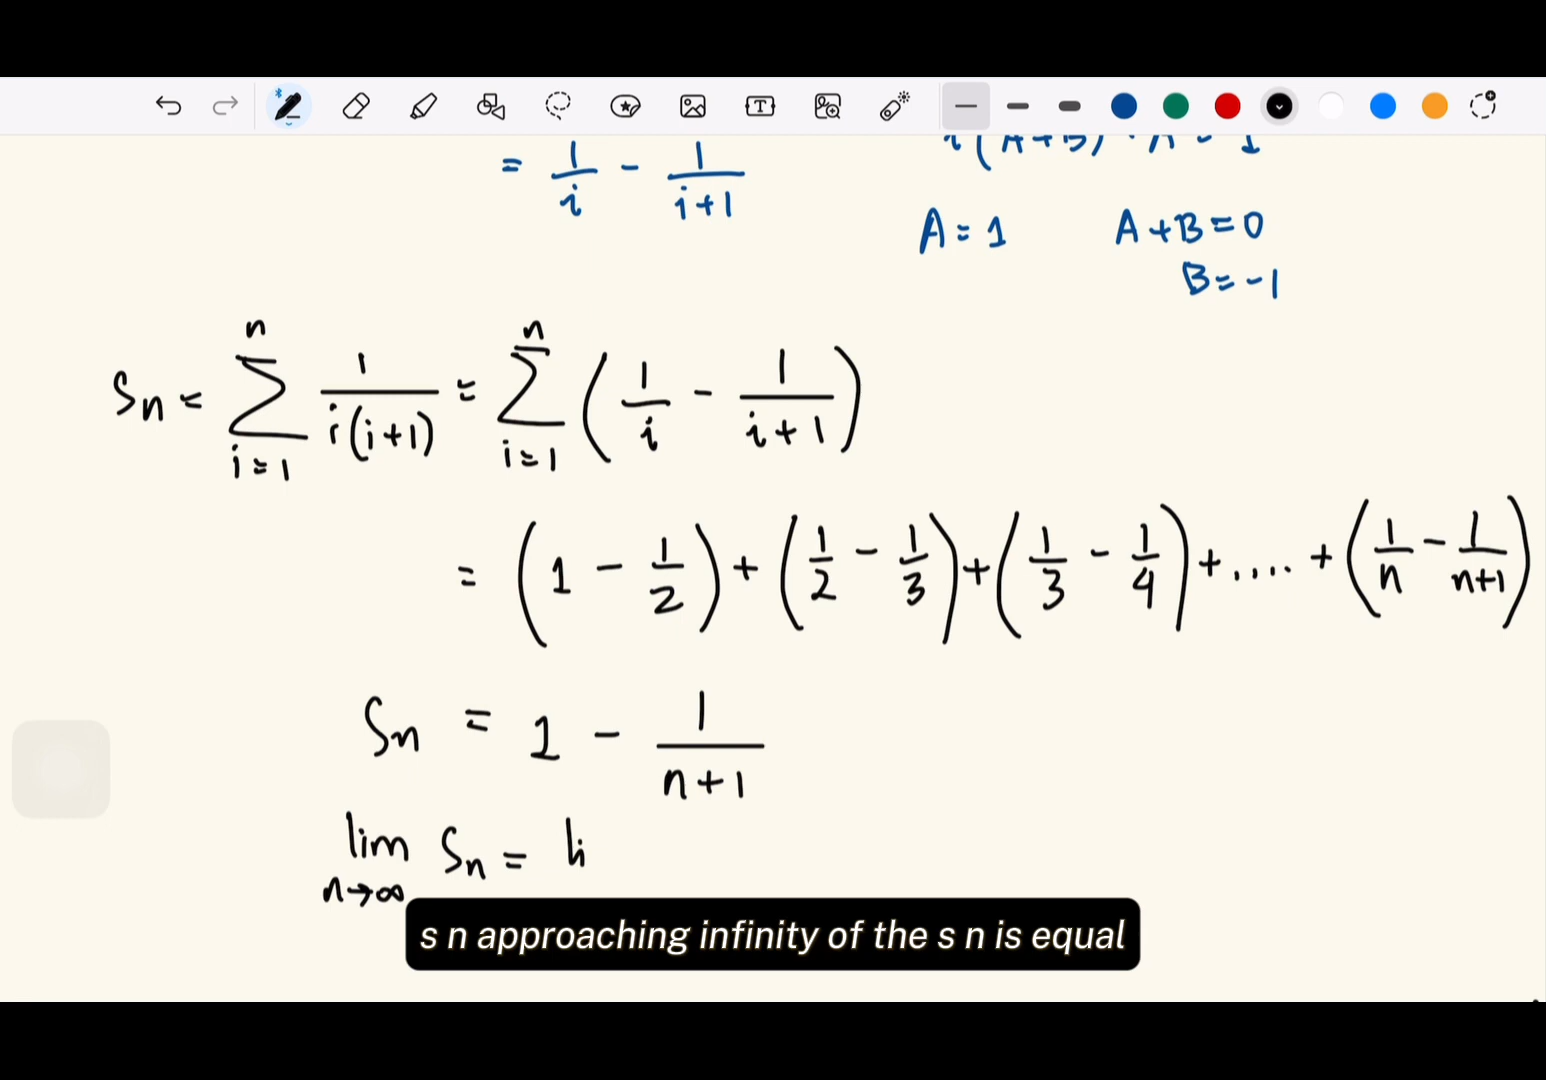 = 1/i - 1/(i+1)
i(A+B) + A = 1
A = 1   A+B=0
B = -1
Sn = ∑_{i=1}^{n} 1/(i(i+1)) = ∑_{i=1}^{n} (1/i - 1/(i+1))
= (1 - 1/2) + (1/2 - 1/3) + (1/3 - 1/4) + .... + (1/n - 1/(n+1))
Sn = 1 - 1/(n+1)
lim_{n→∞} Sn = li
s n approaching infinity of the s n is equal